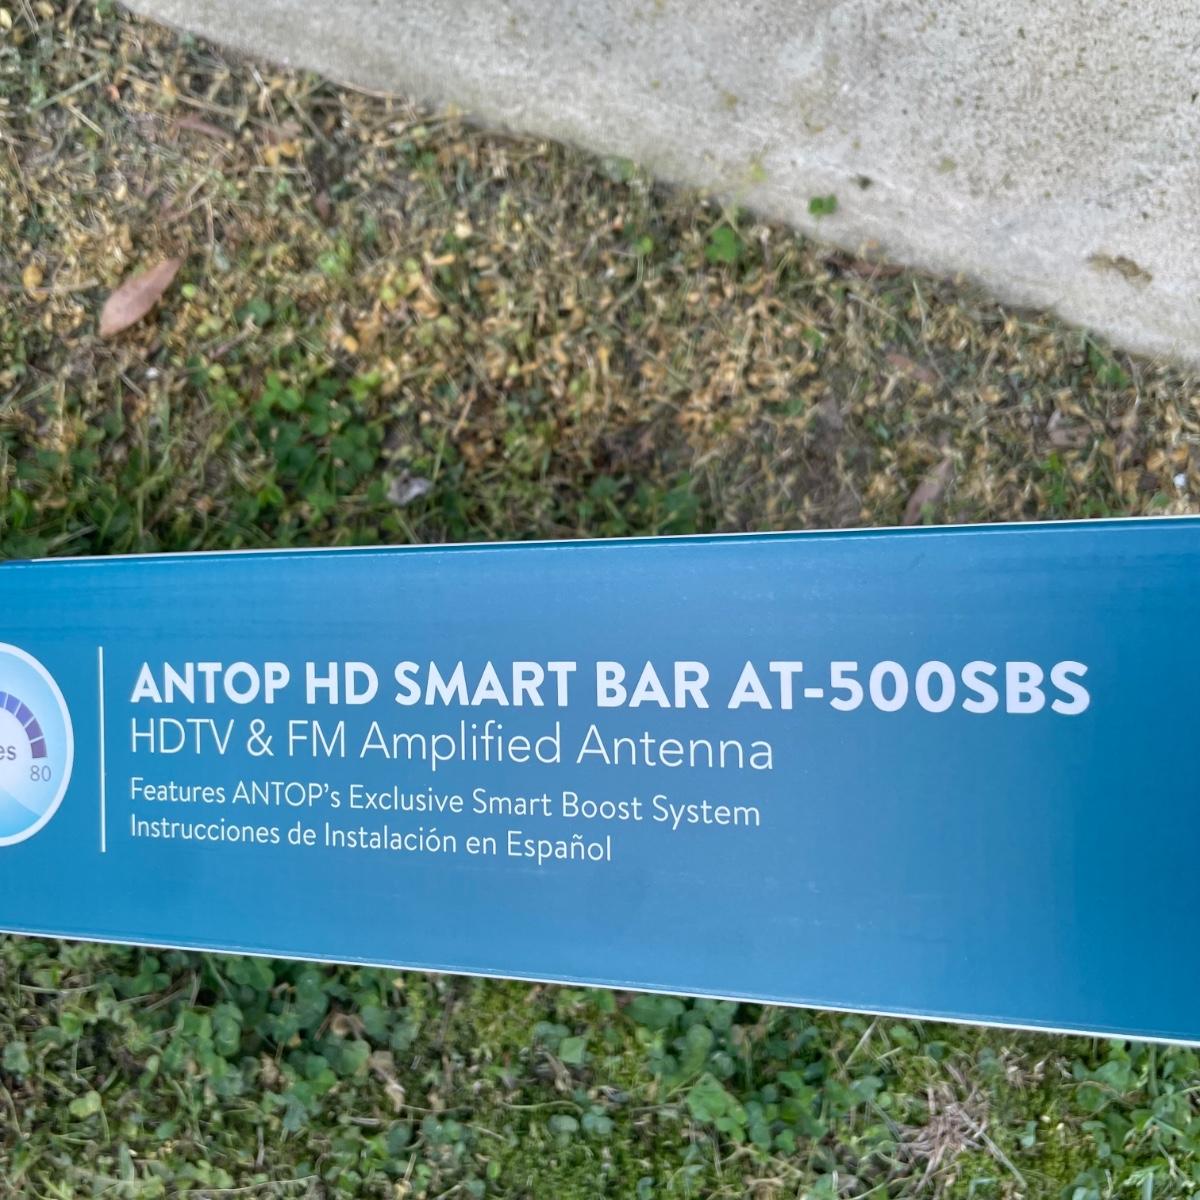 ANTOP HD SMART BAR AT-500SBS
HDTV & FM Amplified Antenna
Features ANTOP's Exclusive Smart Boost System
Instrucciones de Instalación en Español
80